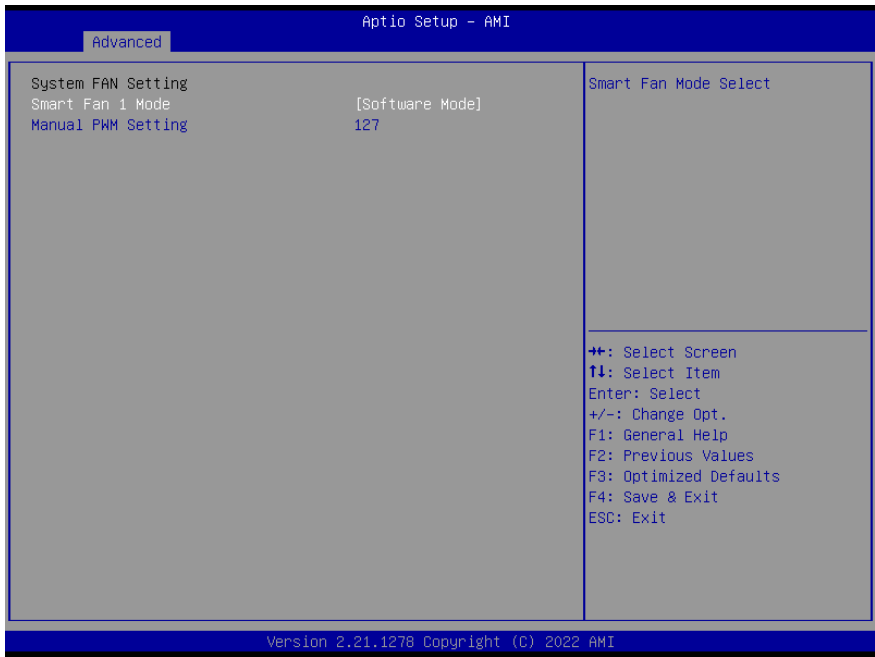 Aptio Setup – AMI
Advanced
System FAN Setting
Smart Fan 1 Mode [Software Mode]
Manual PWM Setting 127
Smart Fan Mode Select
→←: Select Screen
↑↓: Select Item
Enter: Select
+/-: Change Opt.
F1: General Help
F2: Previous Values
F3: Optimized Defaults
F4: Save & Exit
ESC: Exit
Version 2.21.1278 Copyright (C) 2022 AMI